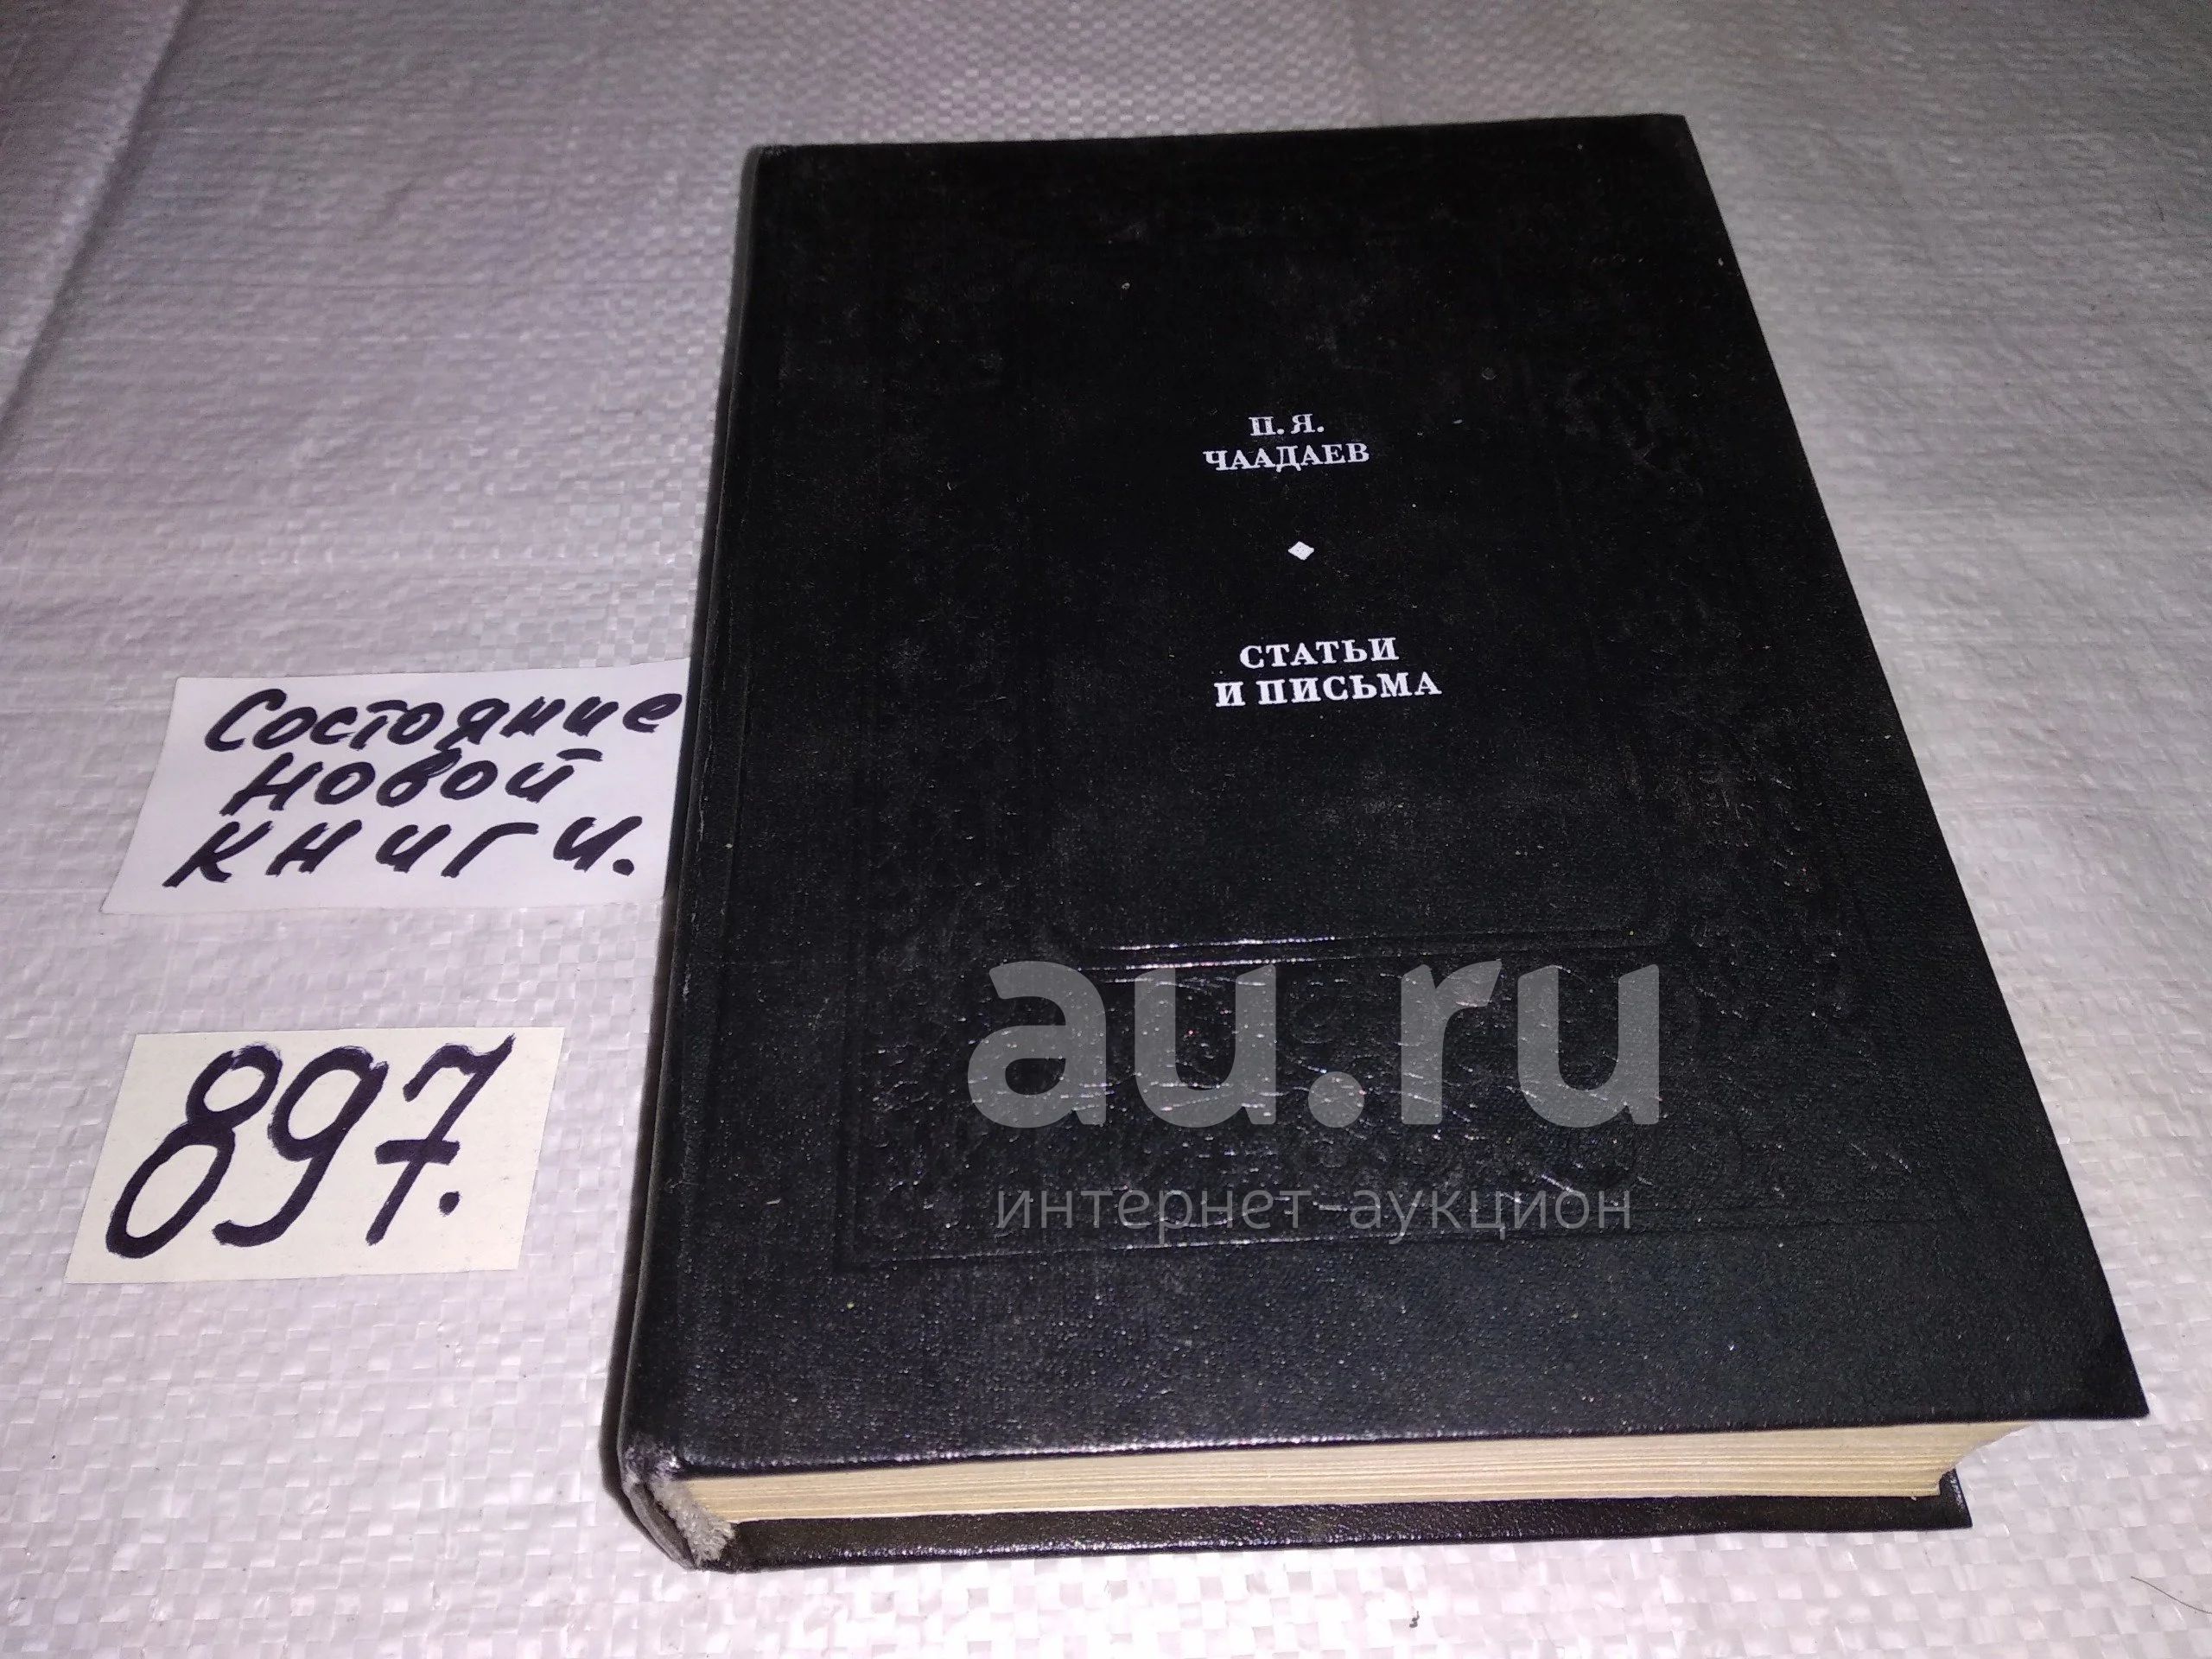 П. Я.
ЧААДАЕВ
СТАТЬИ
И ПИСЬМА
Состояние
новой
книги.
897.
au.ru
интернет-аукцион